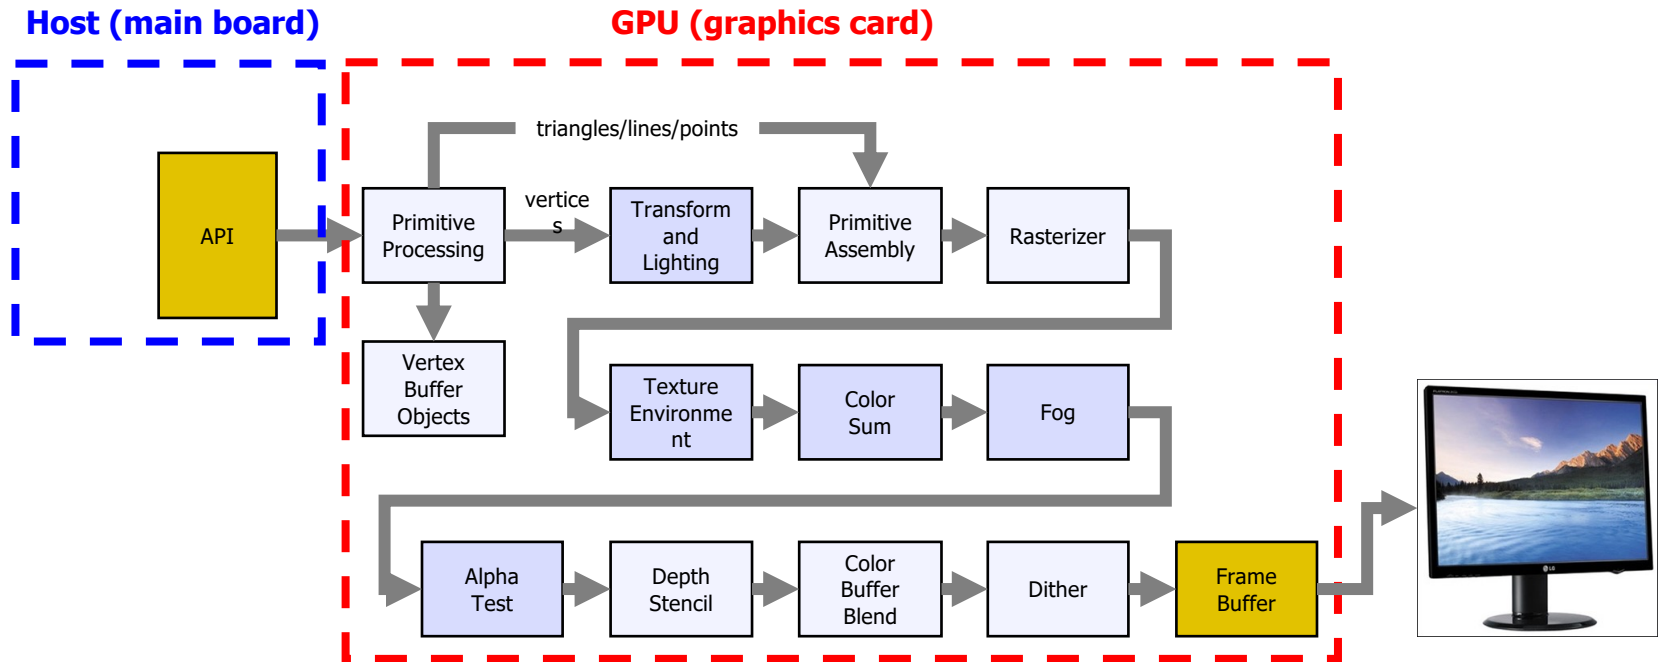 Host (main board)
GPU (graphics card)
triangles/lines/points
API
Primitive
Processing
vertice
s
Transform
and
Lighting
Primitive
Assembly
Rasterizer
Vertex
Buffer
Objects
Texture
Environme
nt
Color
Sum
Fog
Alpha
Test
Depth
Stencil
Color
Buffer
Blend
Dither
Frame
Buffer
LG